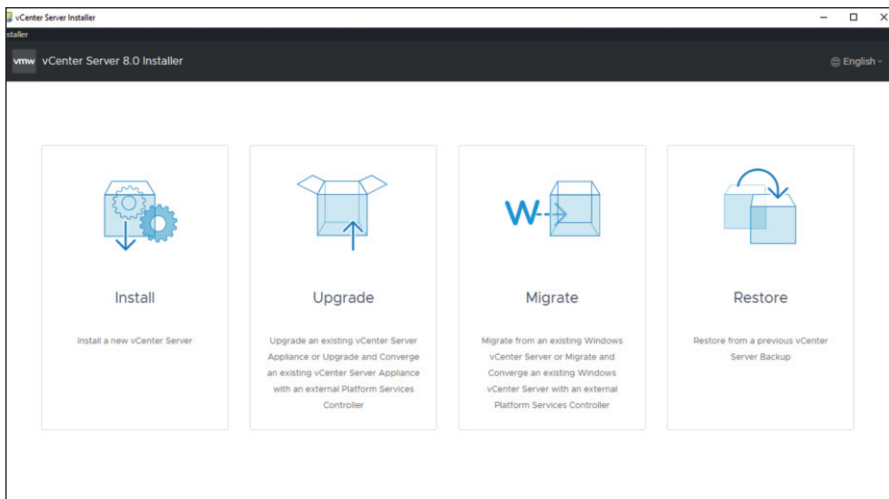 vCenter Server Installer
staller
vmw vCenter Server 8.0 Installer
English
Install
Install a new vCenter Server
Upgrade
Upgrade an existing vCenter Server
Appliance or Upgrade and Converge
an existing vCenter Server Appliance
with an external Platform Services
Controller
W
Migrate
Migrate from an existing Windows
vCenter Server or Migrate and
Converge an existing Windows
vCenter Server with an external
Platform Services Controller
Restore
Restore from a previous vCenter
Server Backup